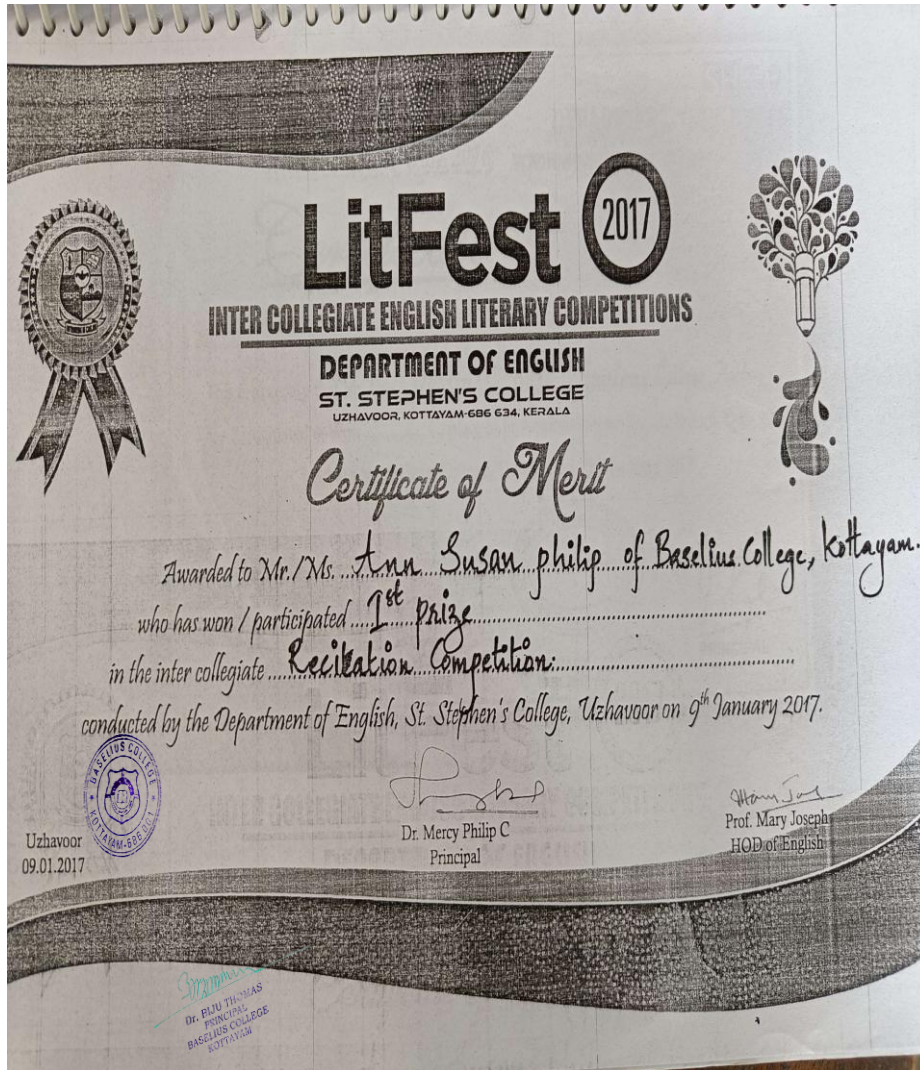 LitFest 2017
INTER COLLEGIATE ENGLISH LITERARY COMPETITIONS
DEPARTMENT OF ENGLISH
ST. STEPHEN'S COLLEGE
UZHAVOOR, KOTTAYAM-686 634, KERALA
Certificate of Merit
Awarded to Mr./Ms. Ann Susan philip of Baselius College, Kottayam.
who has won / participated 1st prize
in the inter collegiate Recitation Competition:
conducted by the Department of English, St. Stephen's College, Uzhavoor on 9th January 2017.
BASELIUS COLLEGE
KOTTAYAM-686 001
Uzhavoor
09.01.2017
Dr. Mercy Philip C
Principal
Prof. Mary Joseph
HOD of English
Dr. BIJU THOMAS
PRINCIPAL
BASELIUS COLLEGE
KOTTAYAM